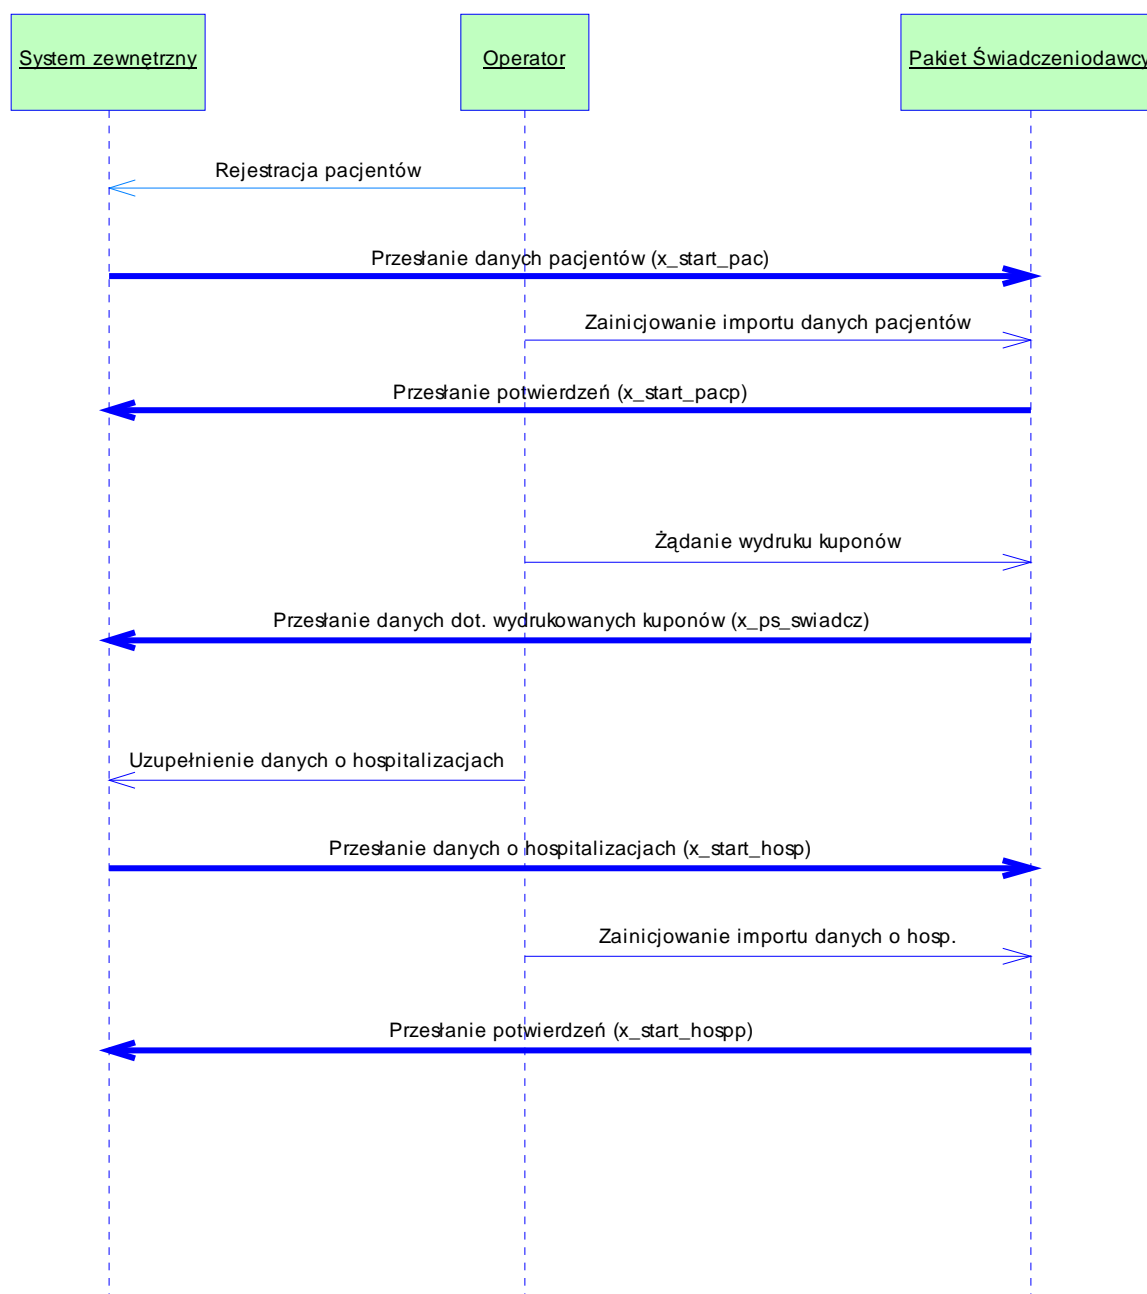 System zewnętrzny
Operator
Pakiet Świadczeniodawcy
Rejestracja pacjentów
Przesłanie danych pacjentów (x_start_pac)
Zainicjowanie importu danych pacjentów
Przesłanie potwierdzeń (x_start_pacp)
Żądanie wydruku kuponów
Przesłanie danych dot. wydrukowanych kuponów (x_ps_swiadcz)
Uzupełnienie danych o hospitalizacjach
Przesłanie danych o hospitalizacjach (x_start_hosp)
Zainicjowanie importu danych o hosp.
Przesłanie potwierdzeń (x_start_hospp)